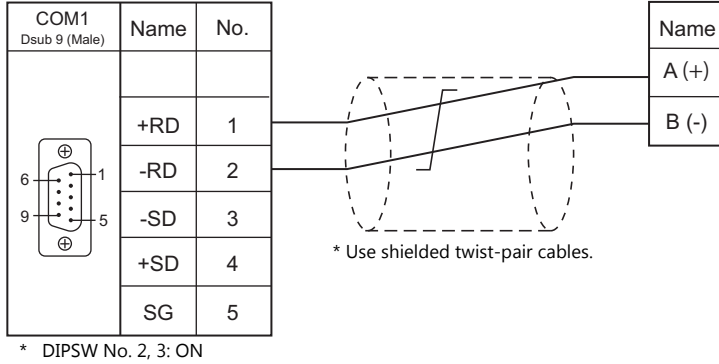 COM1
Dsub 9 (Male)
Name No.
+RD 1
-RD 2
-SD 3
+SD 4
SG 5
6
1
9
5
* DIPSW No. 2, 3: ON
* Use shielded twist-pair cables.
Name
A (+)
B (-)